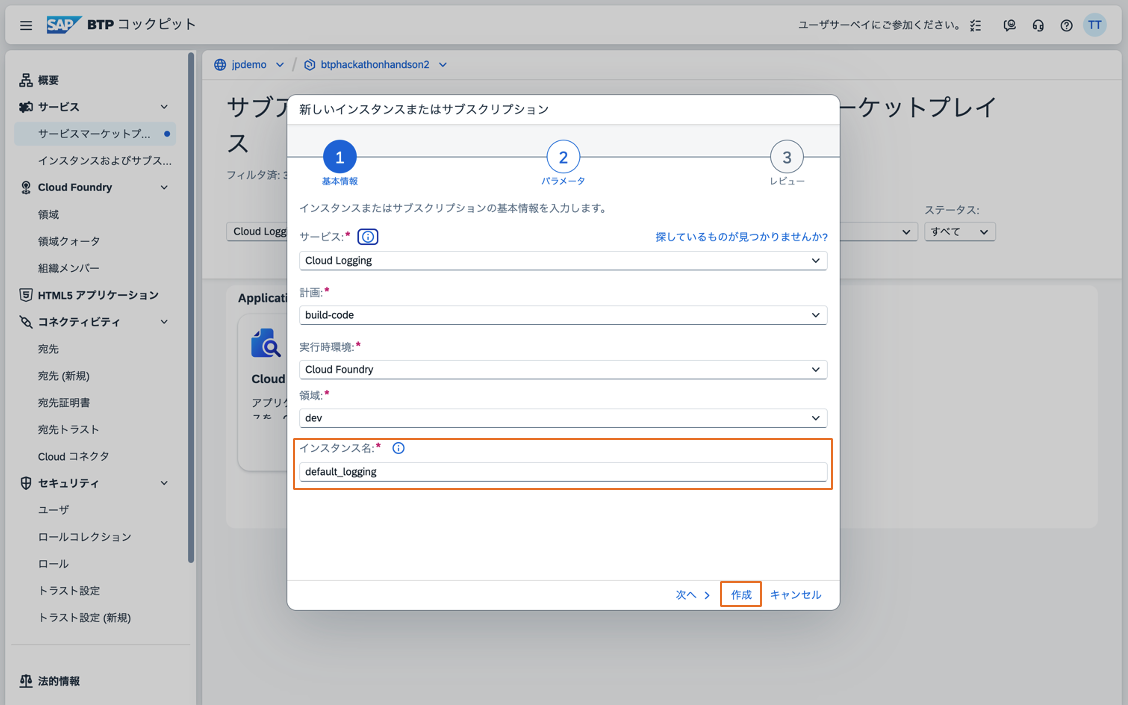 SAP BTP コックピット
ユーザサーベイにご参加ください。
TT
概要
サービス
サービスマーケットプ...
インスタンスおよびサブス...
Cloud Foundry
領域
領域クォータ
組織メンバー
HTML5 アプリケーション
コネクティビティ
宛先
宛先 (新規)
宛先証明書
宛先トラスト
Cloud コネクタ
セキュリティ
ユーザ
ロールコレクション
ロール
トラスト設定
トラスト設定 (新規)
法的情報
jpdemo / btphackathonhandson2
サブア
ーケットプレイ
ス
フィルタ済: 3
ステータス:
Cloud Logg
すべて
Applicati
Cloud
アプリケ
新しいインスタンスまたはサブスクリプション
1 2 3
基本情報 パラメータ レビュー
インスタンスまたはサブスクリプションの基本情報を入力します。
サービス:* 探しているものが見つかりませんか?
Cloud Logging
計画:*
build-code
実行時環境:*
Cloud Foundry
領域:*
dev
インスタンス名:*
default_logging
次へ 作成 キャンセル